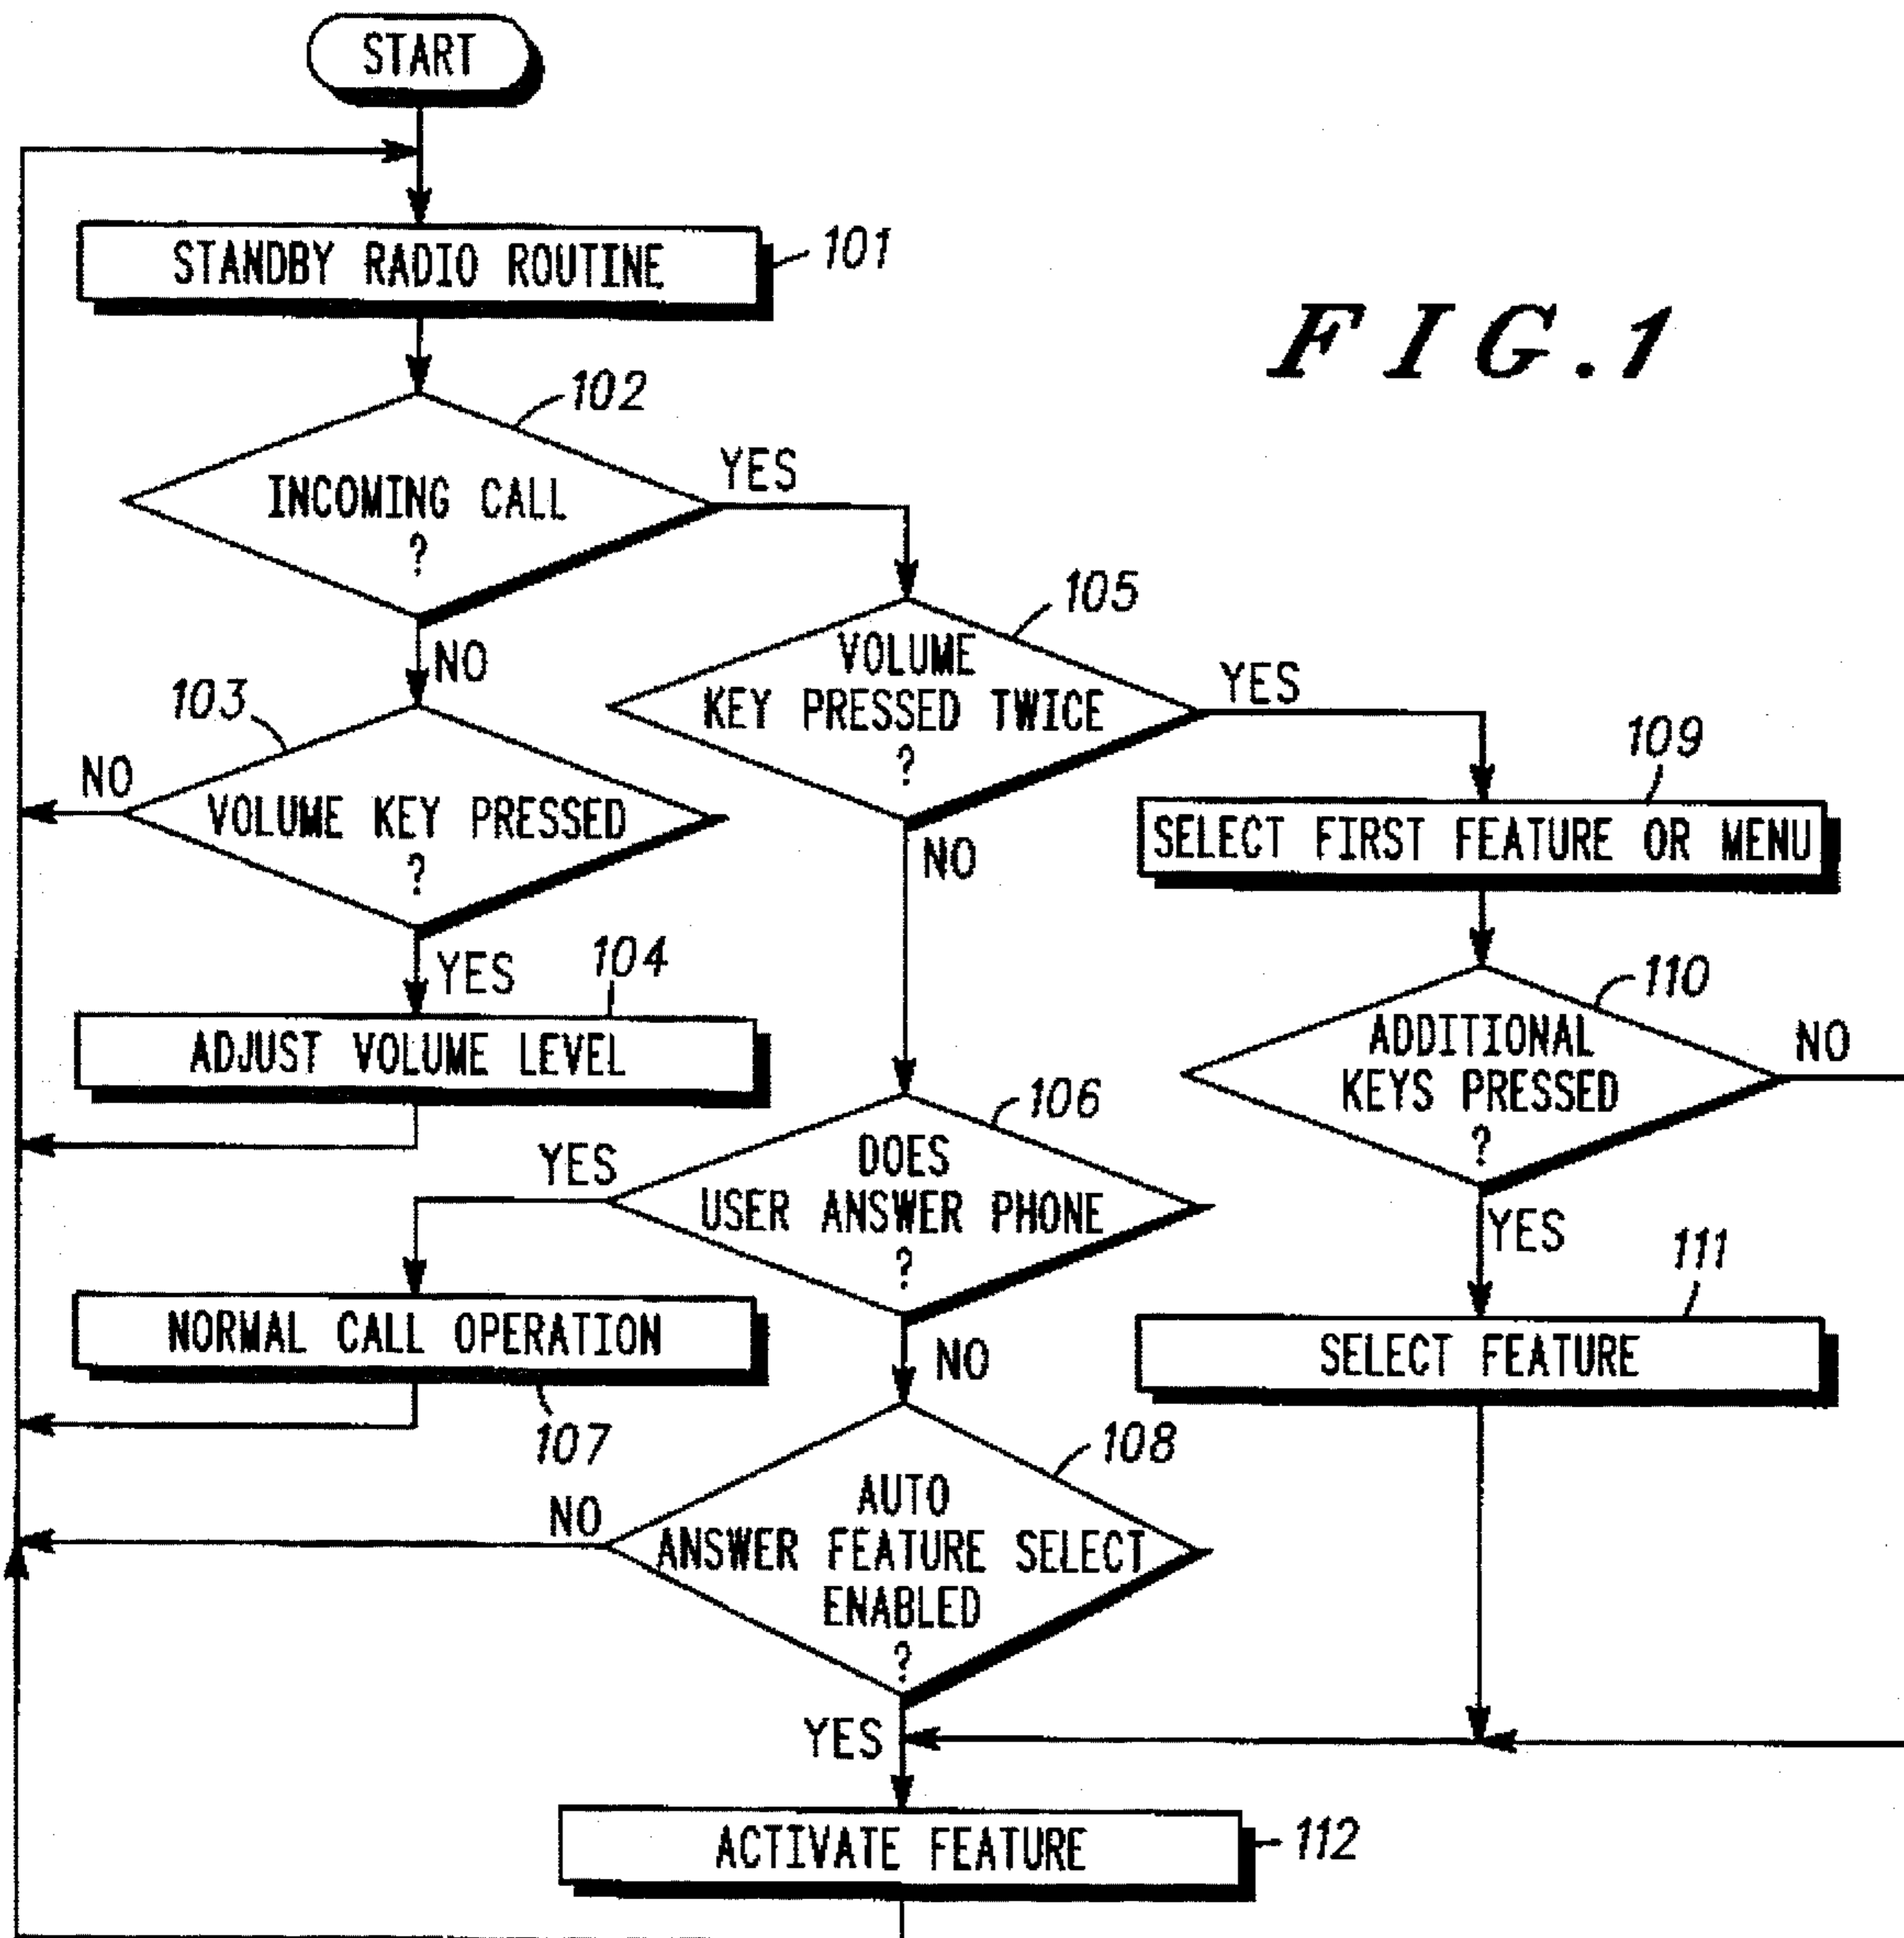 START
STANDBY RADIO ROUTINE
101
FIG.1
102
INCOMING CALL
?
YES
NO
103
VOLUME KEY PRESSED
?
NO
YES
104
ADJUST VOLUME LEVEL
105
VOLUME
KEY PRESSED TWICE
?
YES
NO
109
SELECT FIRST FEATURE OR MENU
110
ADDITIONAL
KEYS PRESSED
?
NO
YES
106
DOES
USER ANSWER PHONE
?
YES
NO
NORMAL CALL OPERATION
107
111
SELECT FEATURE
108
AUTO
ANSWER FEATURE SELECT
ENABLED
?
NO
YES
ACTIVATE FEATURE
112